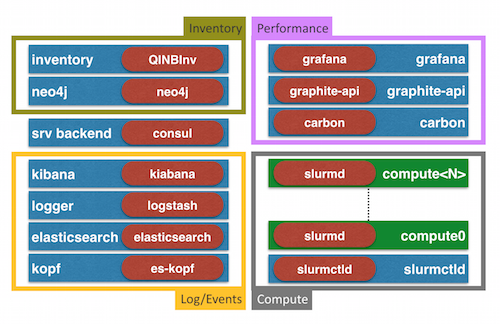 Inventory
inventory QINBInv
neo4j neo4j
srv backend consul
kibana kiabana
logger logstash
elasticsearch elasticsearch
kopf es-kopf
Log/Events
Performance
grafana grafana
graphite-api graphite-api
carbon carbon
slurmd compute<N>
slurmd compute0
slurmctld slurmctld
Compute